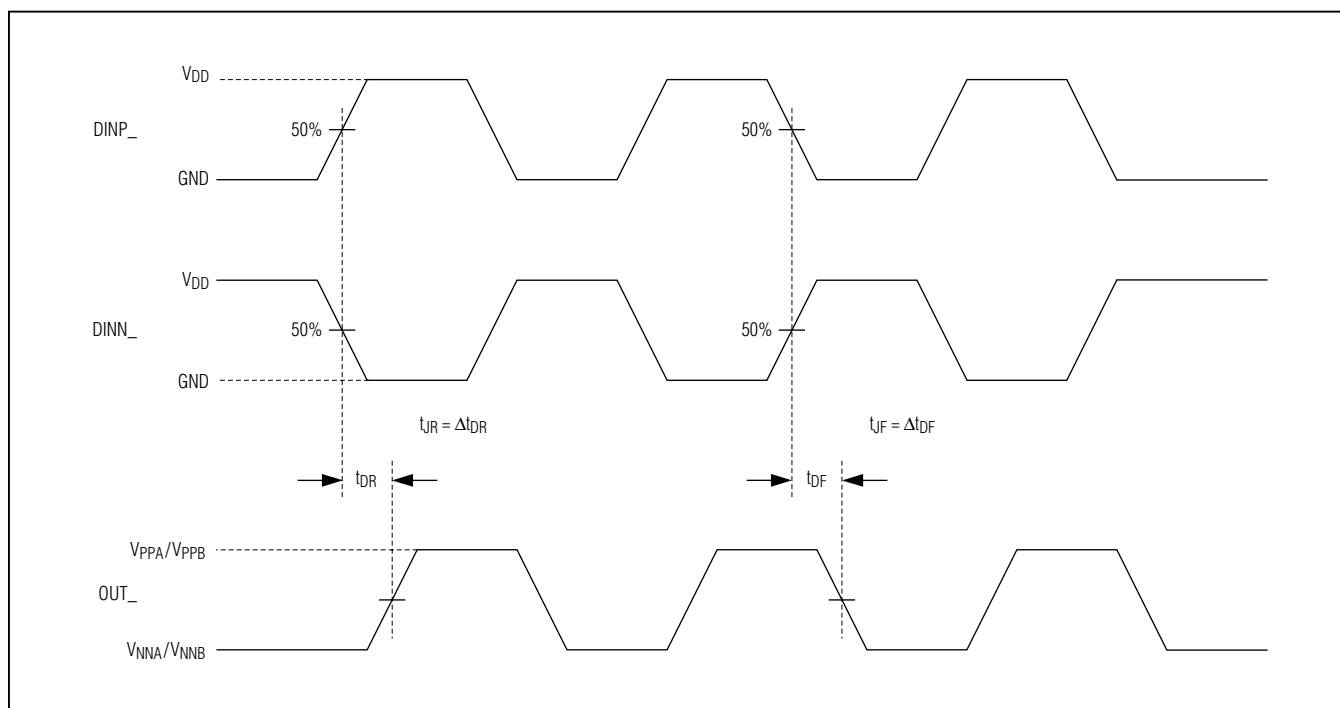 VDD
DINP_
50%
50%
GND
VDD
DINN_
50%
50%
GND
tJR = ΔtDR
tJF = ΔtDF
tDR
tDF
VPPA/VPPB
OUT_
VNNA/VNNB